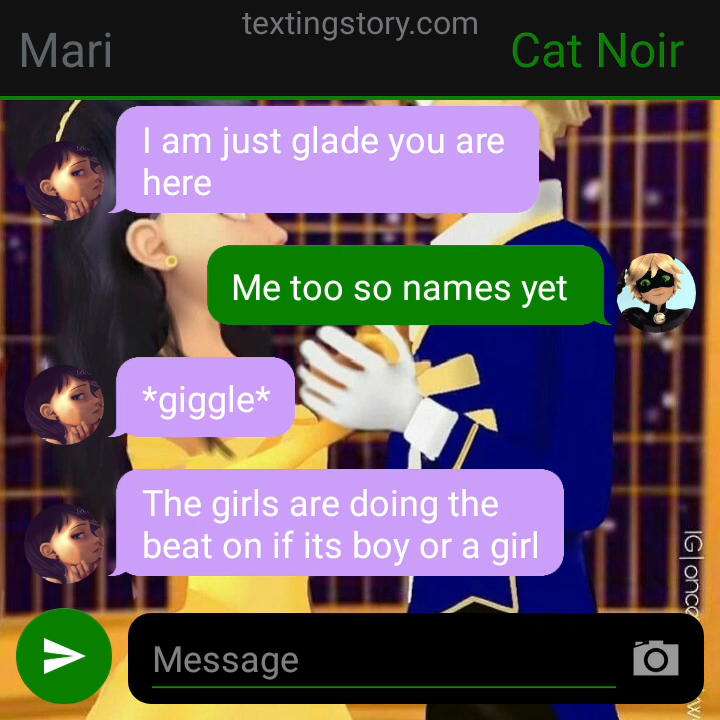 textingstory.com
Mari
Cat Noir
I am just glade you are
here
Me too so names yet
*giggle*
The girls are doing the
beat on if its boy or a girl
IG|
Message